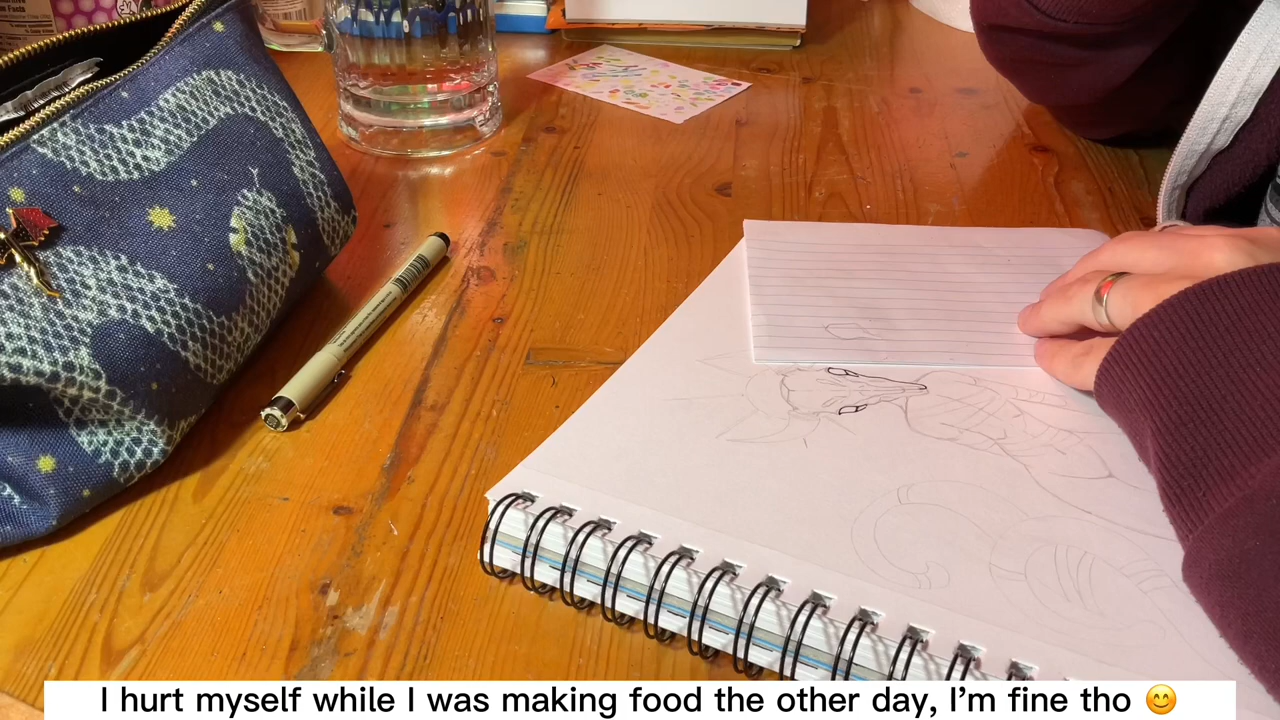 I hurt myself while I was making food the other day, I’m fine tho 😊